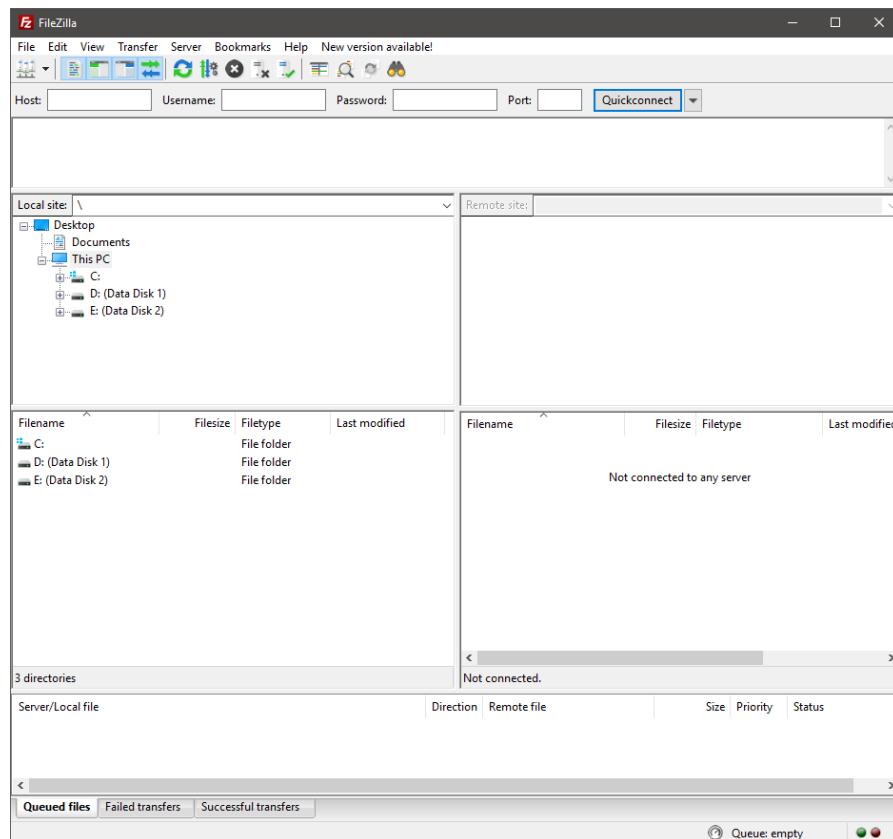 Fz FileZilla
File Edit View Transfer Server Bookmarks Help New version available!
Host: Username: Password: Port: Quickconnect
Local site: \
Remote site:
Desktop
Documents
This PC
C:
D: (Data Disk 1)
E: (Data Disk 2)
Filename Filesize Filetype Last modified
C: File folder
D: (Data Disk 1) File folder
E: (Data Disk 2) File folder
3 directories
Filename Filesize Filetype Last modified
Not connected to any server
Not connected.
Server/Local file Direction Remote file Size Priority Status
Queued files Failed transfers Successful transfers
Queue: empty